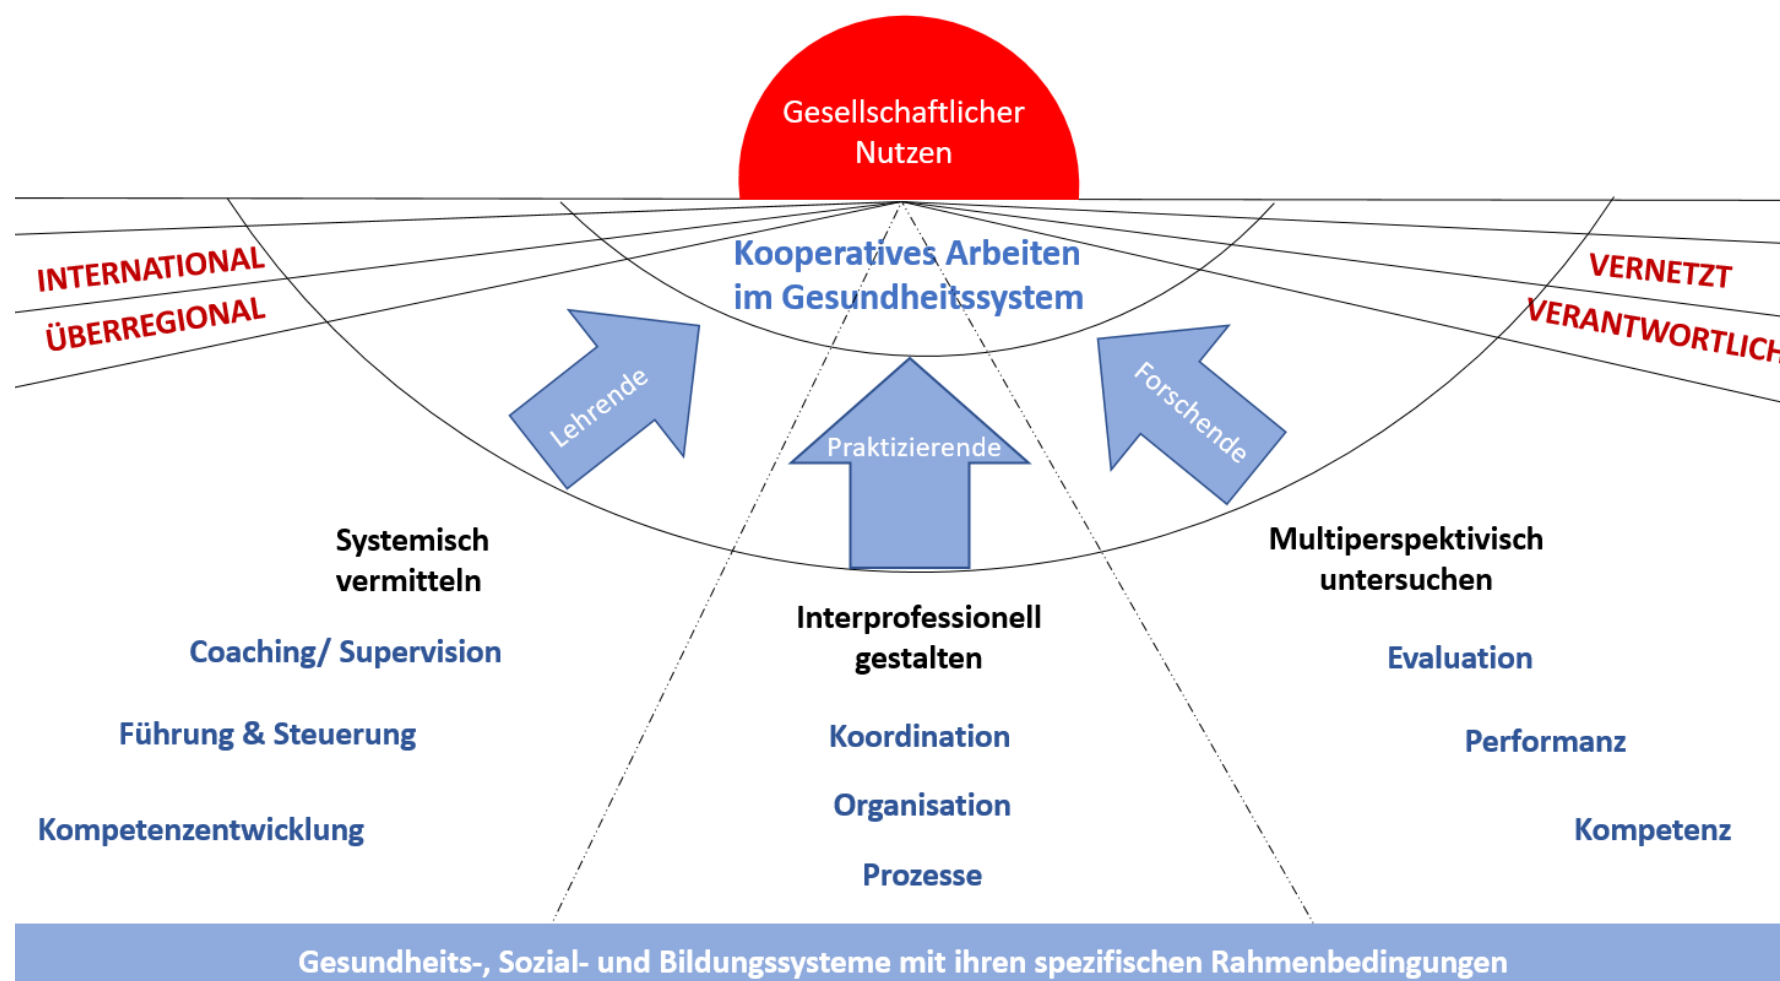 Gesellschaftlicher
Nutzen
INTERNATIONAL
ÜBERREGIONAL
VERNETZT
VERANTWORTLICH
Kooperatives Arbeiten
im Gesundheitssystem
Lehrende
Praktizierende
Forschende
Systemisch
vermitteln
Coaching/ Supervision
Führung & Steuerung
Kompetenzentwicklung
Interprofessionell
gestalten
Koordination
Organisation
Prozesse
Multiperspektivisch
untersuchen
Evaluation
Performanz
Kompetenz
Gesundheits-, Sozial- und Bildungssysteme mit ihren spezifischen Rahmenbedingungen